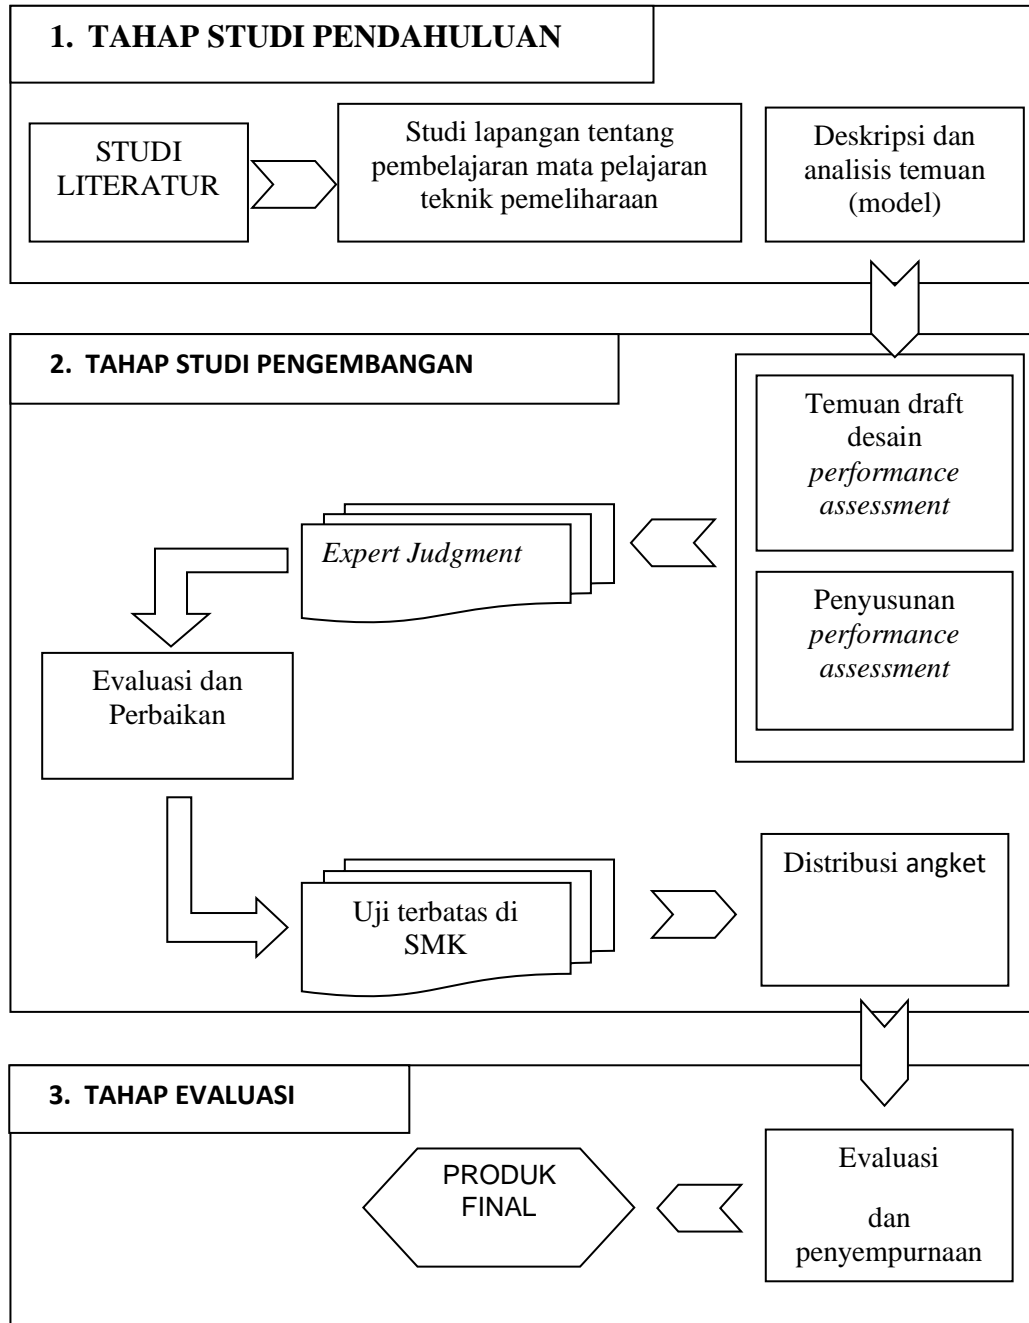 1. TAHAP STUDI PENDAHULUAN
STUDI
LITERATUR
Studi lapangan tentang
pembelajaran mata pelajaran
teknik pemeliharaan
Deskripsi dan
analisis temuan
(model)
2. TAHAP STUDI PENGEMBANGAN
Temuan draft
desain
performance
assessment
Penyusunan
performance
assessment
Expert Judgment
Evaluasi dan
Perbaikan
Uji terbatas di
SMK
Distribusi angket
3. TAHAP EVALUASI
Evaluasi
dan
penyempurnaan
PRODUK
FINAL